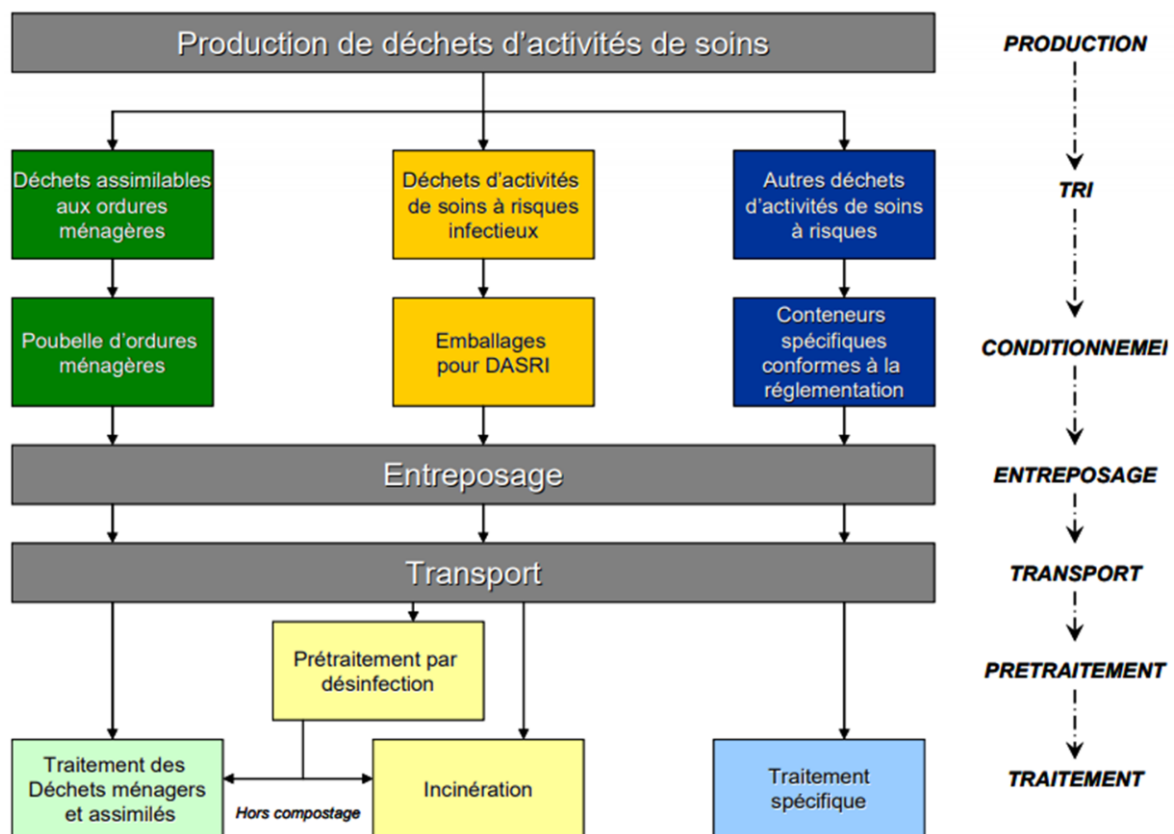 Production de déchets d'activités de soins
PRODUCTION
Déchets assimilables
aux ordures
ménagères
Déchets d'activités
de soins à risques
infectieux
Autres déchets
d'activités de soins
à risques
TRI
Poubelle d'ordures
ménagères
Emballages
pour DASRI
Conteneurs
spécifiques
conformes à la
réglementation
CONDITIONNEMEI
Entreposage
ENTREPOSAGE
Transport
TRANSPORT
Prétraitement par
désinfection
PRETRAITEMENT
Traitement des
Déchets ménagers
et assimilés
Hors compostage
Incinération
Traitement
spécifique
TRAITEMENT